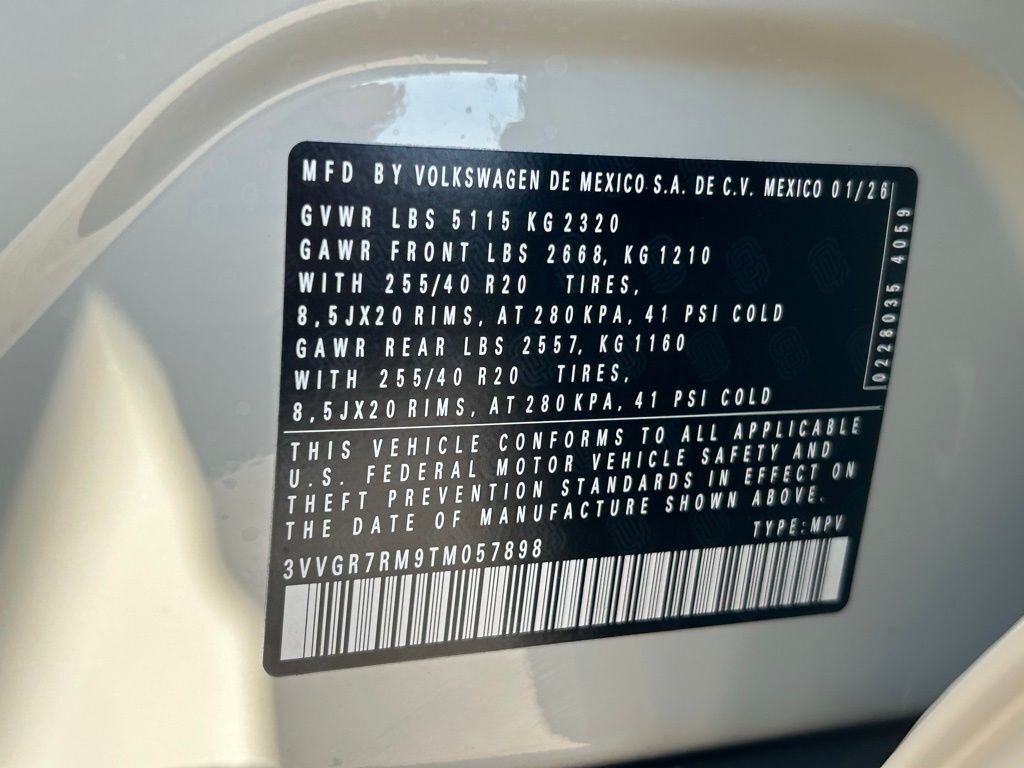 MFD BY VOLKSWAGEN DE MEXICO S.A. DE C.V. MEXICO 01/26
GVWR LBS 5115 KG 2320
GAWR FRONT LBS 2668, KG 1210
WITH 255/40 R20 TIRES,
8,5JX20 RIMS, AT 280 KPA, 41 PSI COLD
GAWR REAR LBS 2557, KG 1160
WITH 255/40 R20 TIRES,
8,5JX20 RIMS, AT 280 KPA, 41 PSI COLD
0228035 4059
THIS VEHICLE CONFORMS TO ALL APPLICABLE
U.S. FEDERAL MOTOR VEHICLE SAFETY AND
THEFT PREVENTION STANDARDS IN EFFECT ON
THE DATE OF MANUFACTURE SHOWN ABOVE.
TYPE: MPV
3VVGR7RM9TM057898